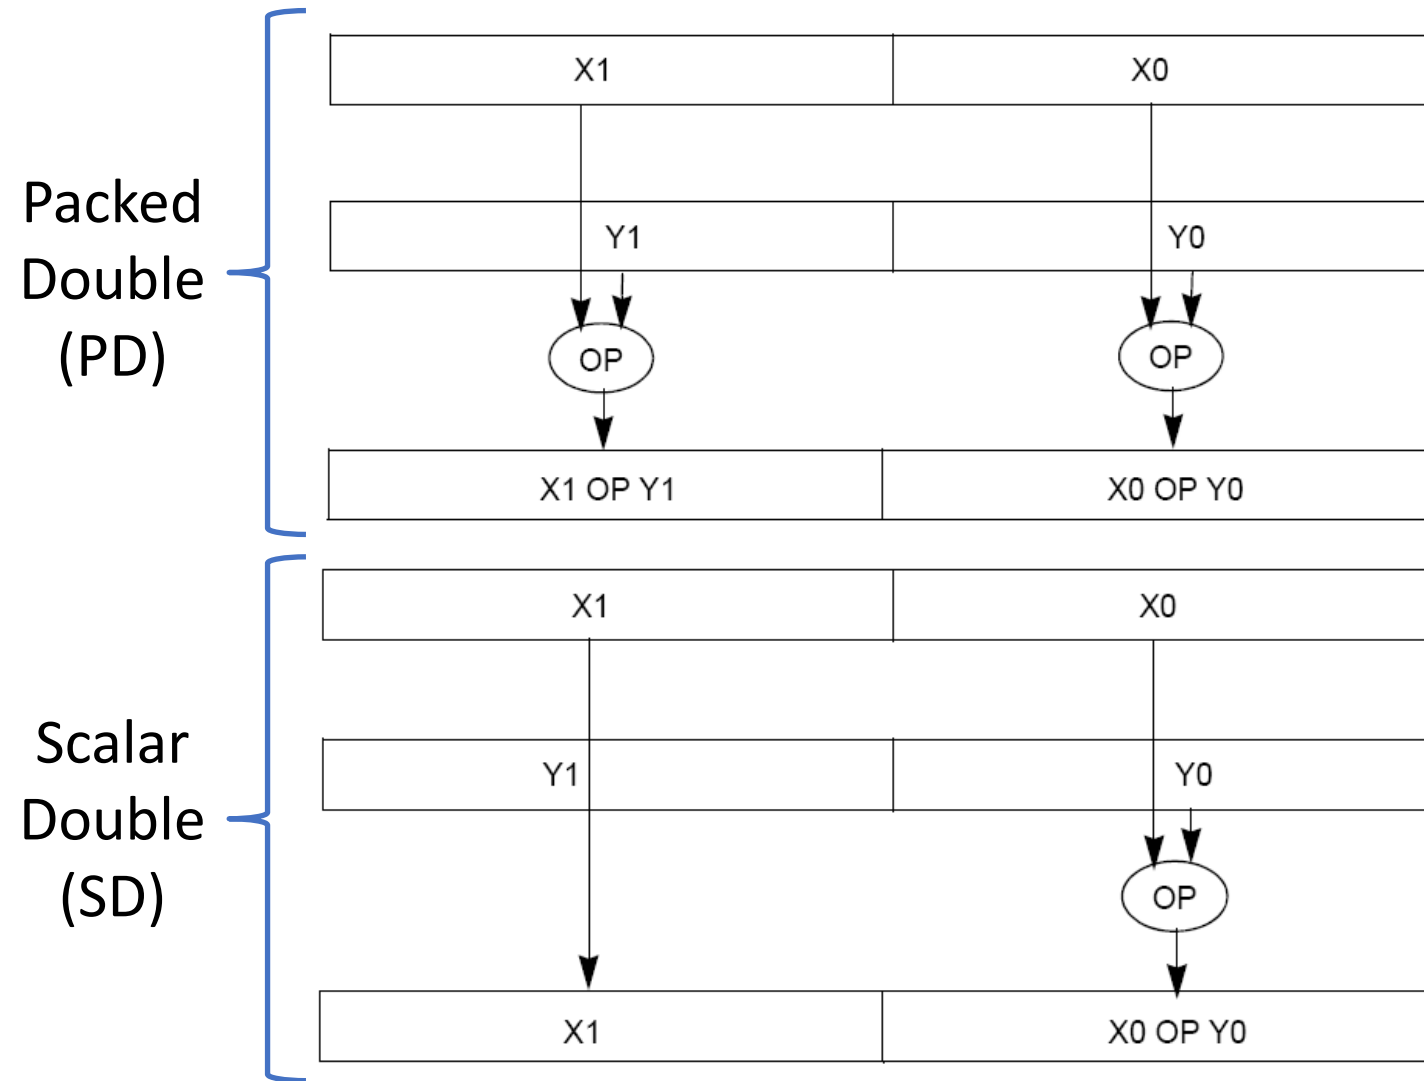 Packed
Double
(PD)
X1 X0
Y1 Y0
OP OP
X1 OP Y1 X0 OP Y0
Scalar
Double
(SD)
X1 X0
Y1 Y0
OP
X1 X0 OP Y0